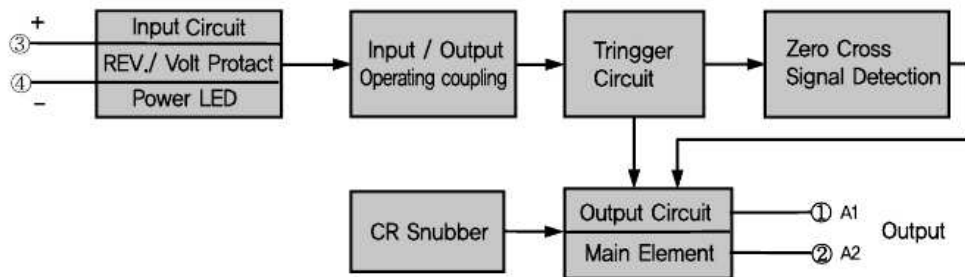 +
③
④
−
Input Circuit
REV./ Volt Protact
Power LED
Input / Output
Operating coupling
Tringger
Circuit
Zero Cross
Signal Detection
CR Snubber
Output Circuit
Main Element
① A1
② A2
Output